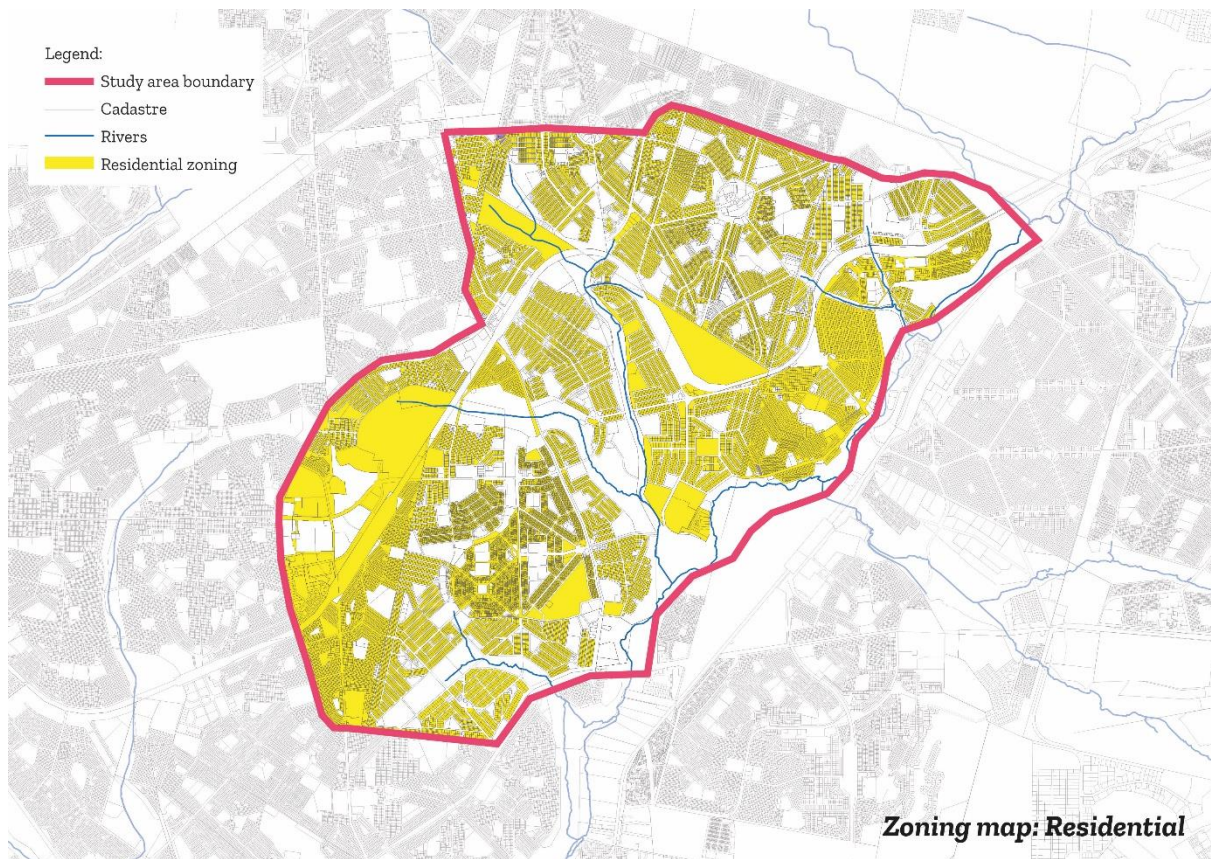 Legend:
Study area boundary
Cadastre
Rivers
Residential zoning
Zoning map: Residential